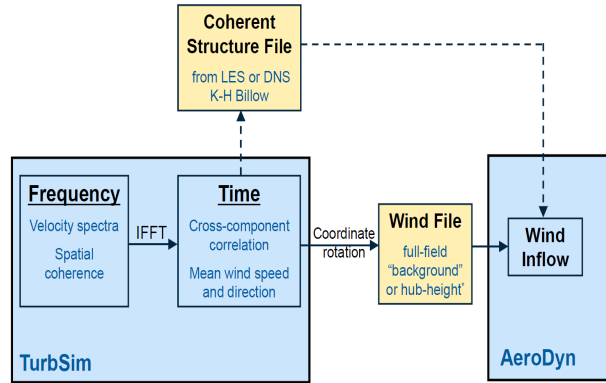 Coherent
Structure File
from LES or DNS
K-H Billow
Frequency
Velocity spectra
Spatial
coherence
IFFT
Time
Cross-component
correlation
Mean wind speed
and direction
Coordinate
rotation
Wind File
full-field
“background”
or hub-height*
Wind
Inflow
TurbSim
AeroDyn